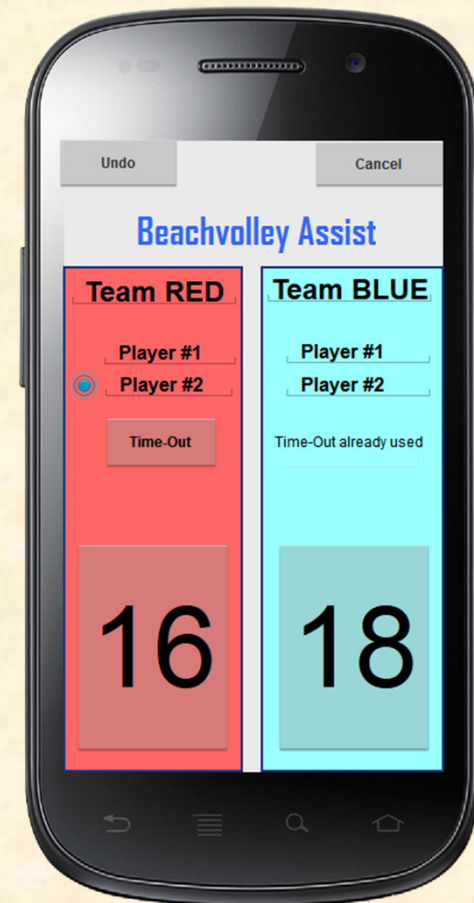 Undo
Cancel
Beachvolley Assist
Team RED
Player #1
Player #2
Time-Out
16
Team BLUE
Player #1
Player #2
Time-Out already used
18